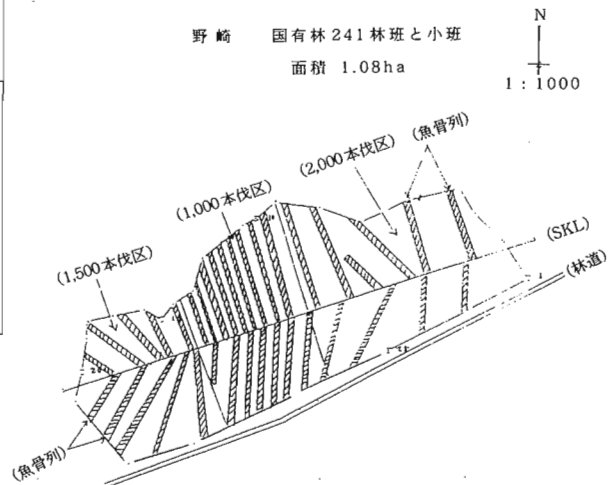 野崎　国有林241林班と小班
面積 1.08ha
N
1:1000
(魚骨列)
(2,000本伐区)
(1,000本伐区)
(SKL)
(1,500本伐区)
(林道)
(魚骨列)